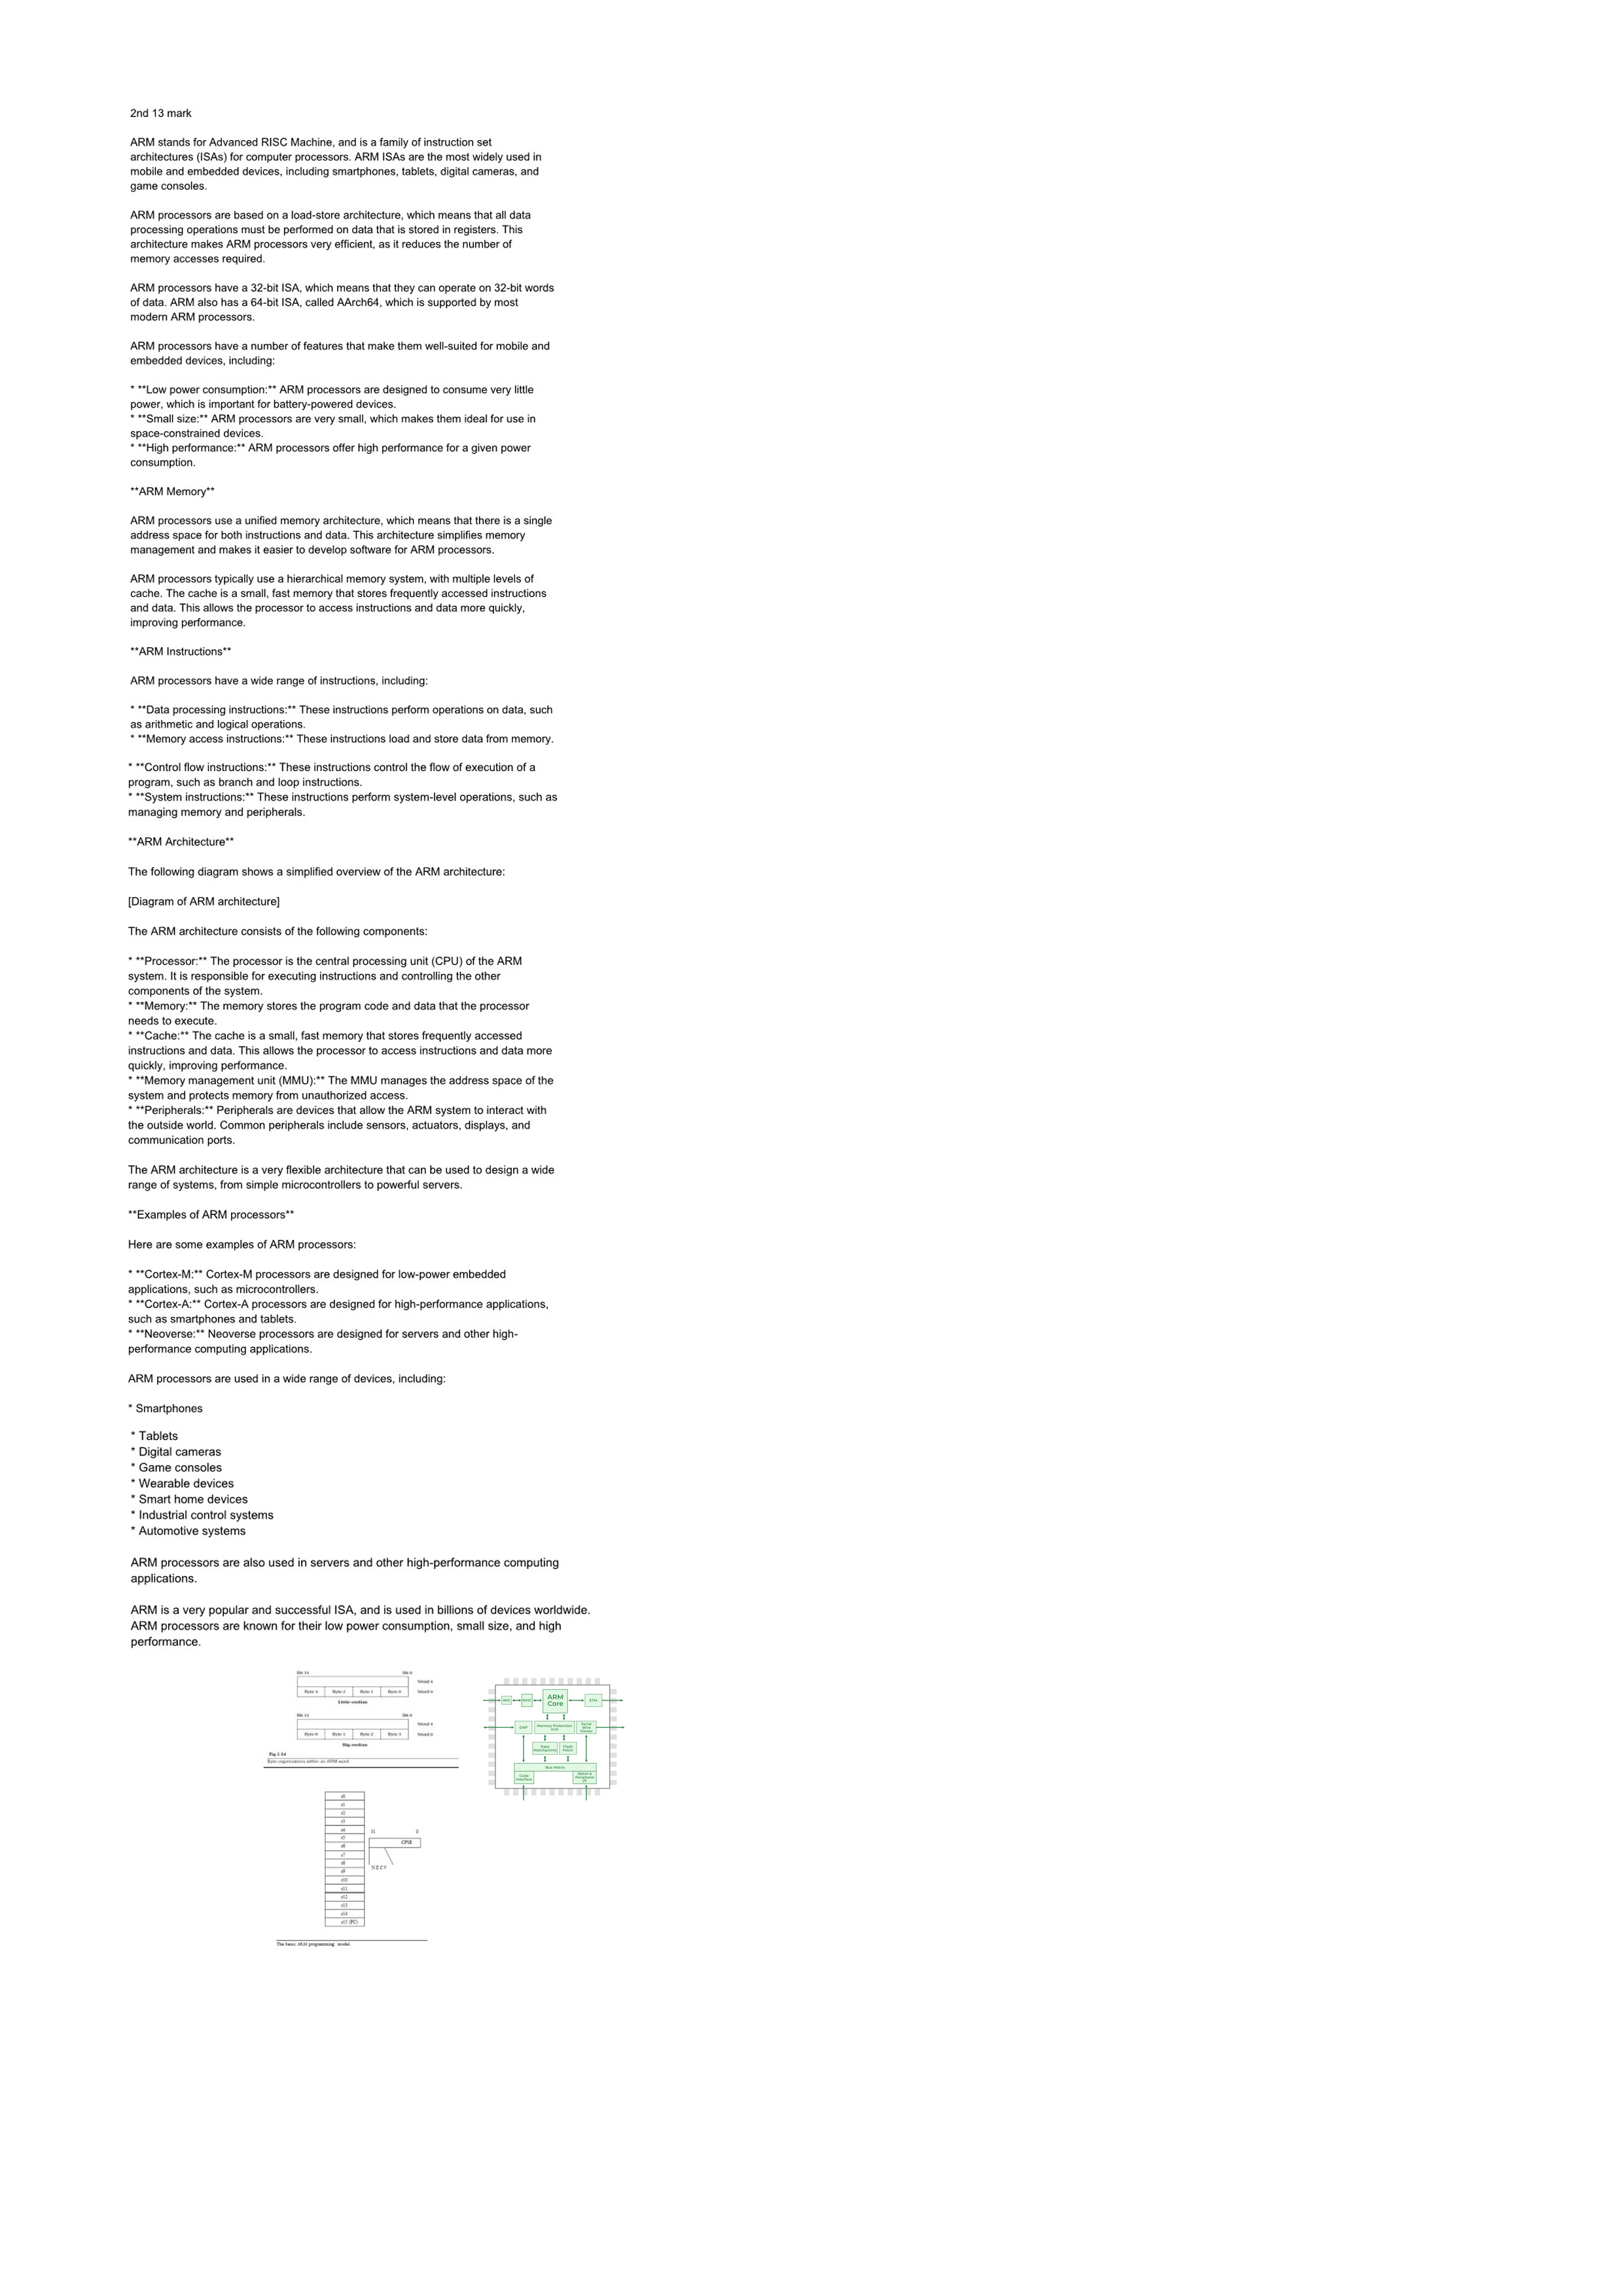 2nd 13 mark
ARM stands for Advanced RISC Machine, and is a family of instruction set
architectures (ISAs) for computer processors. ARM ISAs are the most widely used in
mobile and embedded devices, including smartphones, tablets, digital cameras, and
game consoles.
ARM processors are based on a load-store architecture, which means that all data
processing operations must be performed on data that is stored in registers. This
architecture makes ARM processors very efficient, as it reduces the number of
memory accesses required.
ARM processors have a 32-bit ISA, which means that they can operate on 32-bit words
of data. ARM also has a 64-bit ISA, called AArch64, which is supported by most
modern ARM processors.
ARM processors have a number of features that make them well-suited for mobile and
embedded devices, including:
* **Low power consumption:** ARM processors are designed to consume very little
power, which is important for battery-powered devices.
* **Small size:** ARM processors are very small, which makes them ideal for use in
space-constrained devices.
* **High performance:** ARM processors offer high performance for a given power
consumption.
**ARM Memory**
ARM processors use a unified memory architecture, which means that there is a single
address space for both instructions and data. This architecture simplifies memory
management and makes it easier to develop software for ARM processors.
ARM processors typically use a hierarchical memory system, with multiple levels of
cache. The cache is a small, fast memory that stores frequently accessed instructions
and data. This allows the processor to access instructions and data more quickly,
improving performance.
**ARM Instructions**
ARM processors have a wide range of instructions, including:
* **Data processing instructions:** These instructions perform operations on data, such
as arithmetic and logical operations.
* **Memory access instructions:** These instructions load and store data from memory.
* **Control flow instructions:** These instructions control the flow of execution of a
program, such as branch and loop instructions.
* **System instructions:** These instructions perform system-level operations, such as
managing memory and peripherals.
**ARM Architecture**
The following diagram shows a simplified overview of the ARM architecture:
[Diagram of ARM architecture]
The ARM architecture consists of the following components:
* **Processor:** The processor is the central processing unit (CPU) of the ARM
system. It is responsible for executing instructions and controlling the other
components of the system.
* **Memory:** The memory stores the program code and data that the processor
needs to execute.
* **Cache:** The cache is a small, fast memory that stores frequently accessed
instructions and data. This allows the processor to access instructions and data more
quickly, improving performance.
* **Memory management unit (MMU):** The MMU manages the address space of the
system and protects memory from unauthorized access.
* **Peripherals:** Peripherals are devices that allow the ARM system to interact with
the outside world. Common peripherals include sensors, actuators, displays, and
communication ports.
The ARM architecture is a very flexible architecture that can be used to design a wide
range of systems, from simple microcontrollers to powerful servers.
**Examples of ARM processors**
Here are some examples of ARM processors:
* **Cortex-M:** Cortex-M processors are designed for low-power embedded
applications, such as microcontrollers.
* **Cortex-A:** Cortex-A processors are designed for high-performance applications,
such as smartphones and tablets.
* **Neoverse:** Neoverse processors are designed for servers and other high-
performance computing applications.
ARM processors are used in a wide range of devices, including:
* Smartphones
* Tablets
* Digital cameras
* Game consoles
* Wearable devices
* Smart home devices
* Industrial control systems
* Automotive systems
ARM processors are also used in servers and other high-performance computing
applications.
ARM is a very popular and successful ISA, and is used in billions of devices worldwide.
ARM processors are known for their low power consumption, small size, and high
performance.
Bit 31 Bit 0
Word 4
Byte 3 Byte 2 Byte 1 Byte 0 Word 0
Little-endian
Bit 31 Bit 0
Word 4
Byte 0 Byte 1 Byte 2 Byte 3 Word 0
Big-endian
Fig 1.14
Byte organizations within an ARM word
NVIC
ARM
Core
ETM
DAP
Memory Protection
Unit
Serial
Wire
Viewer
Data
Watchpoints
Flash
Patch
Bus Matrix
Code
Interface
SRAM &
Peripheral
I/F
r0
r1
r2
r3
r4
r5
r6
r7
r8
r9
r10
r11
r12
r13
r14
r15 (PC)
31 0
CPSR
N Z C V
The basic ARM programming model.